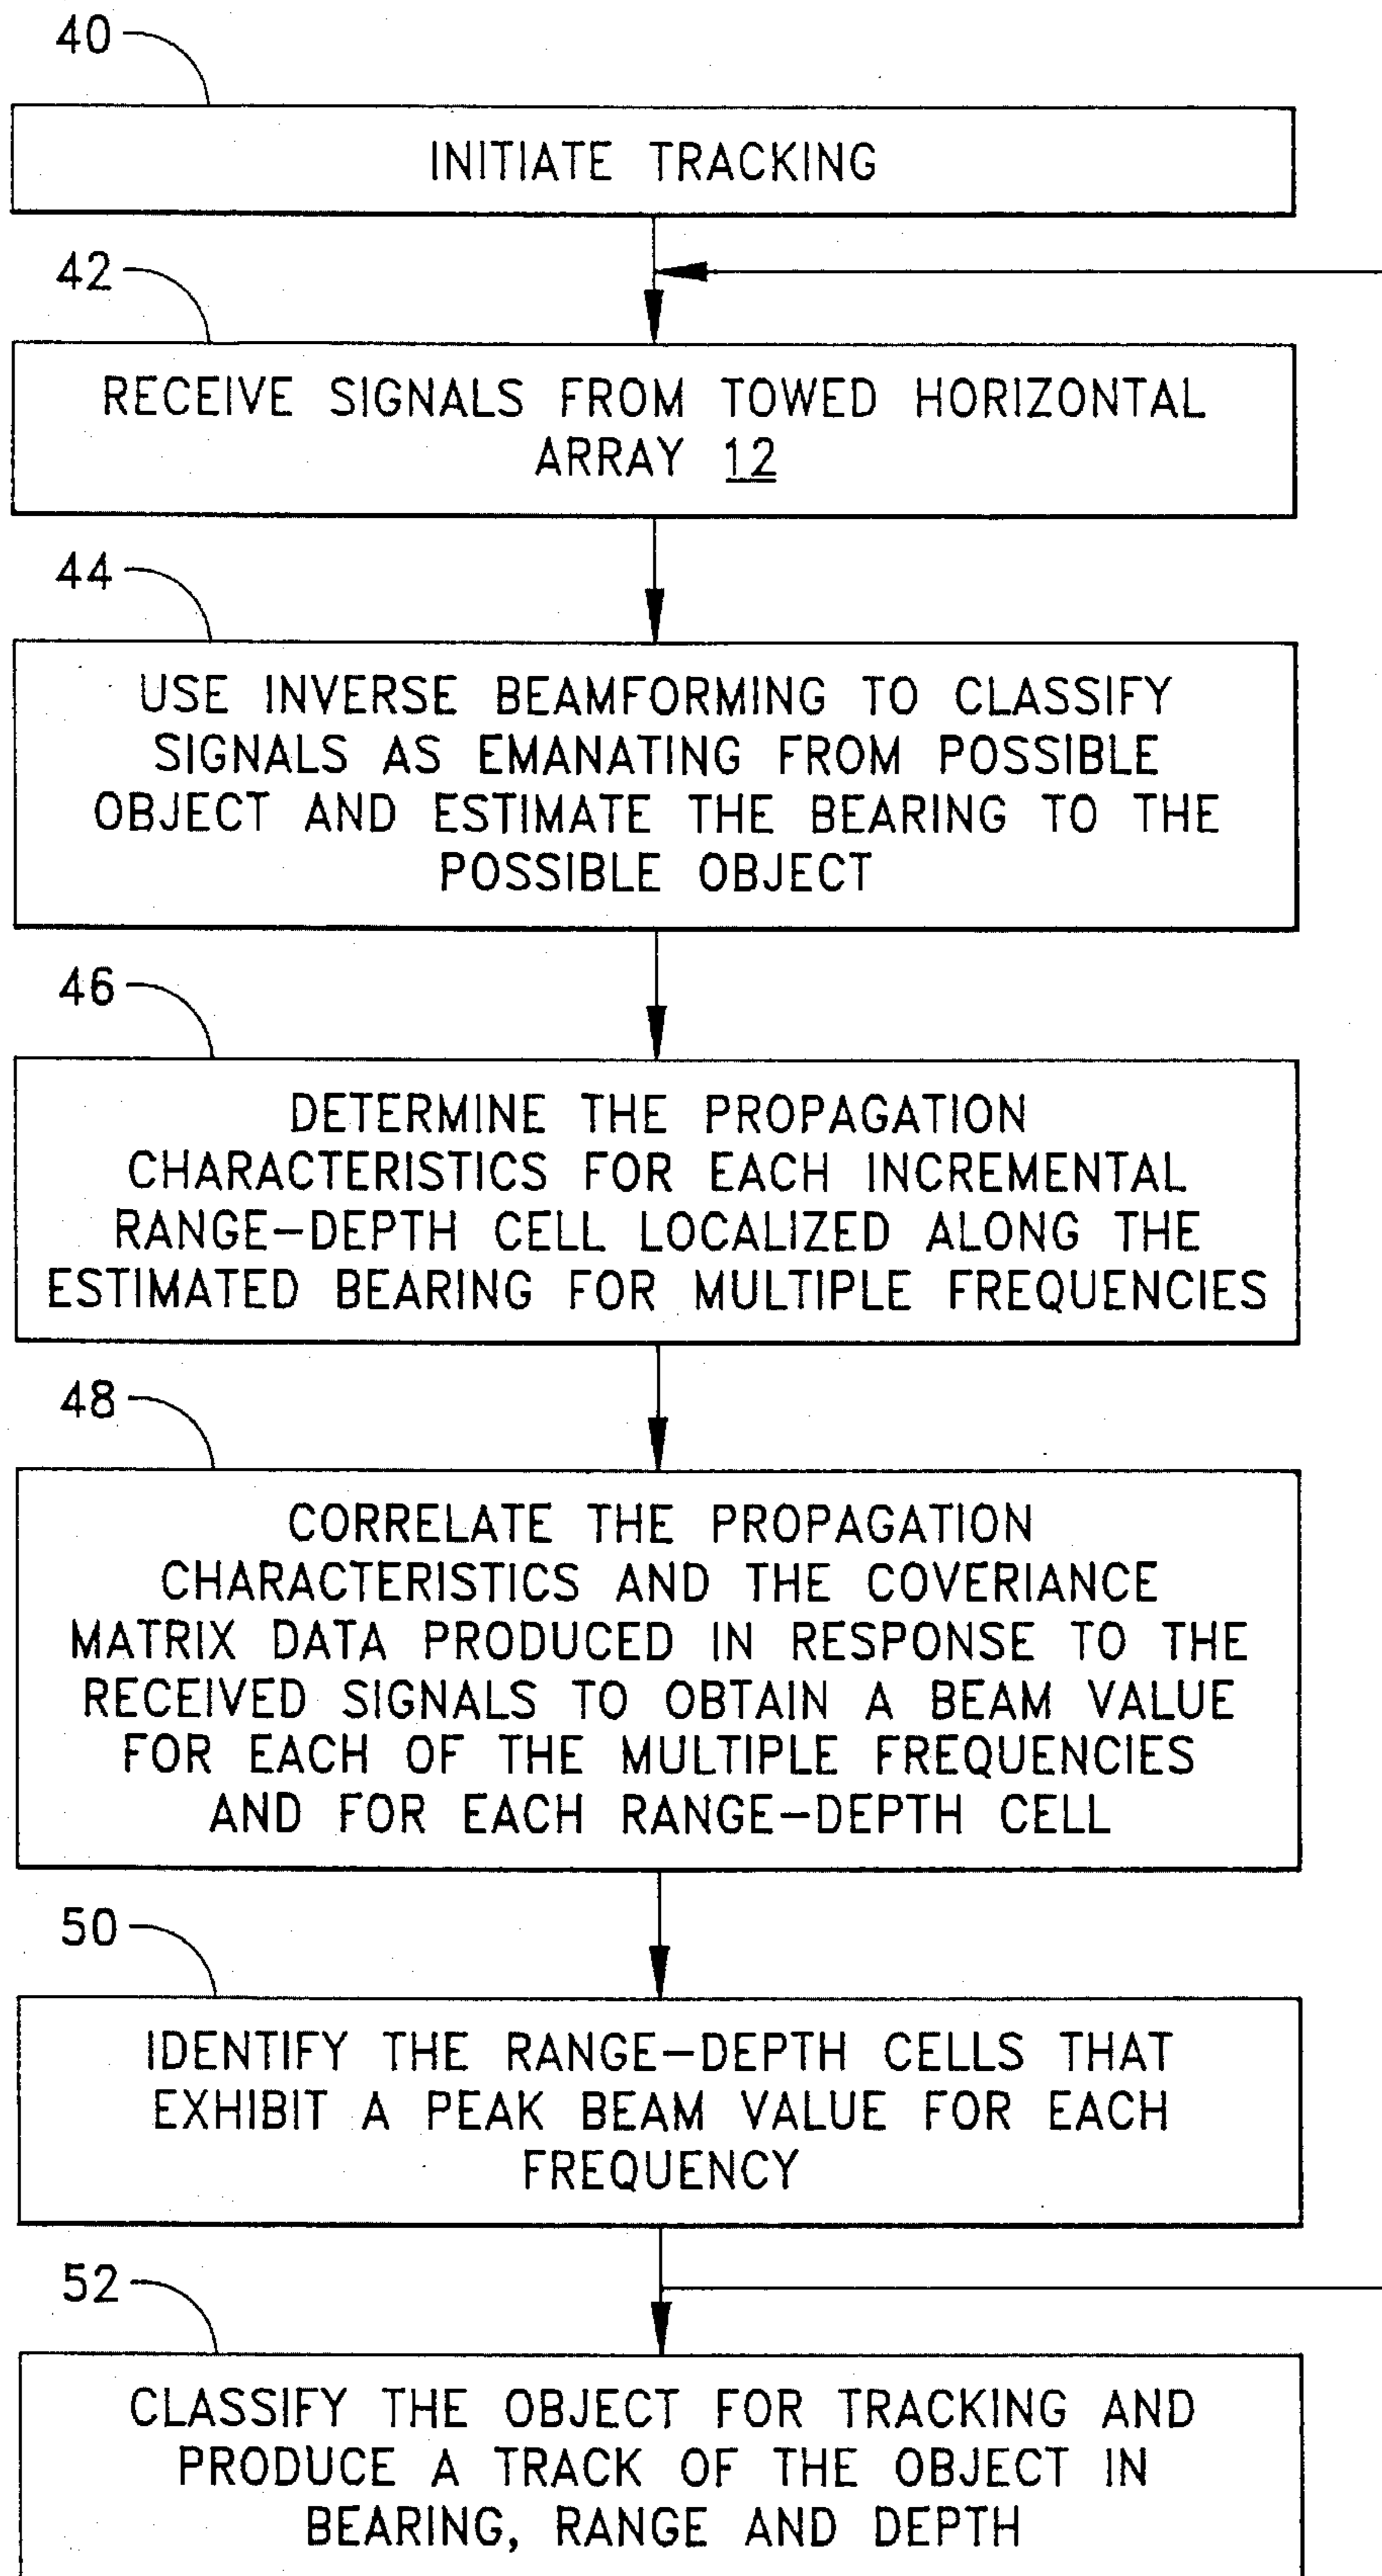 40
INITIATE TRACKING
42
RECEIVE SIGNALS FROM TOWED HORIZONTAL
ARRAY 12
44
USE INVERSE BEAMFORMING TO CLASSIFY
SIGNALS AS EMANATING FROM POSSIBLE
OBJECT AND ESTIMATE THE BEARING TO THE
POSSIBLE OBJECT
46
DETERMINE THE PROPAGATION
CHARACTERISTICS FOR EACH INCREMENTAL
RANGE-DEPTH CELL LOCALIZED ALONG THE
ESTIMATED BEARING FOR MULTIPLE FREQUENCIES
48
CORRELATE THE PROPAGATION
CHARACTERISTICS AND THE COVERIANCE
MATRIX DATA PRODUCED IN RESPONSE TO THE
RECEIVED SIGNALS TO OBTAIN A BEAM VALUE
FOR EACH OF THE MULTIPLE FREQUENCIES
AND FOR EACH RANGE-DEPTH CELL
50
IDENTIFY THE RANGE-DEPTH CELLS THAT
EXHIBIT A PEAK BEAM VALUE FOR EACH
FREQUENCY
52
CLASSIFY THE OBJECT FOR TRACKING AND
PRODUCE A TRACK OF THE OBJECT IN
BEARING, RANGE AND DEPTH